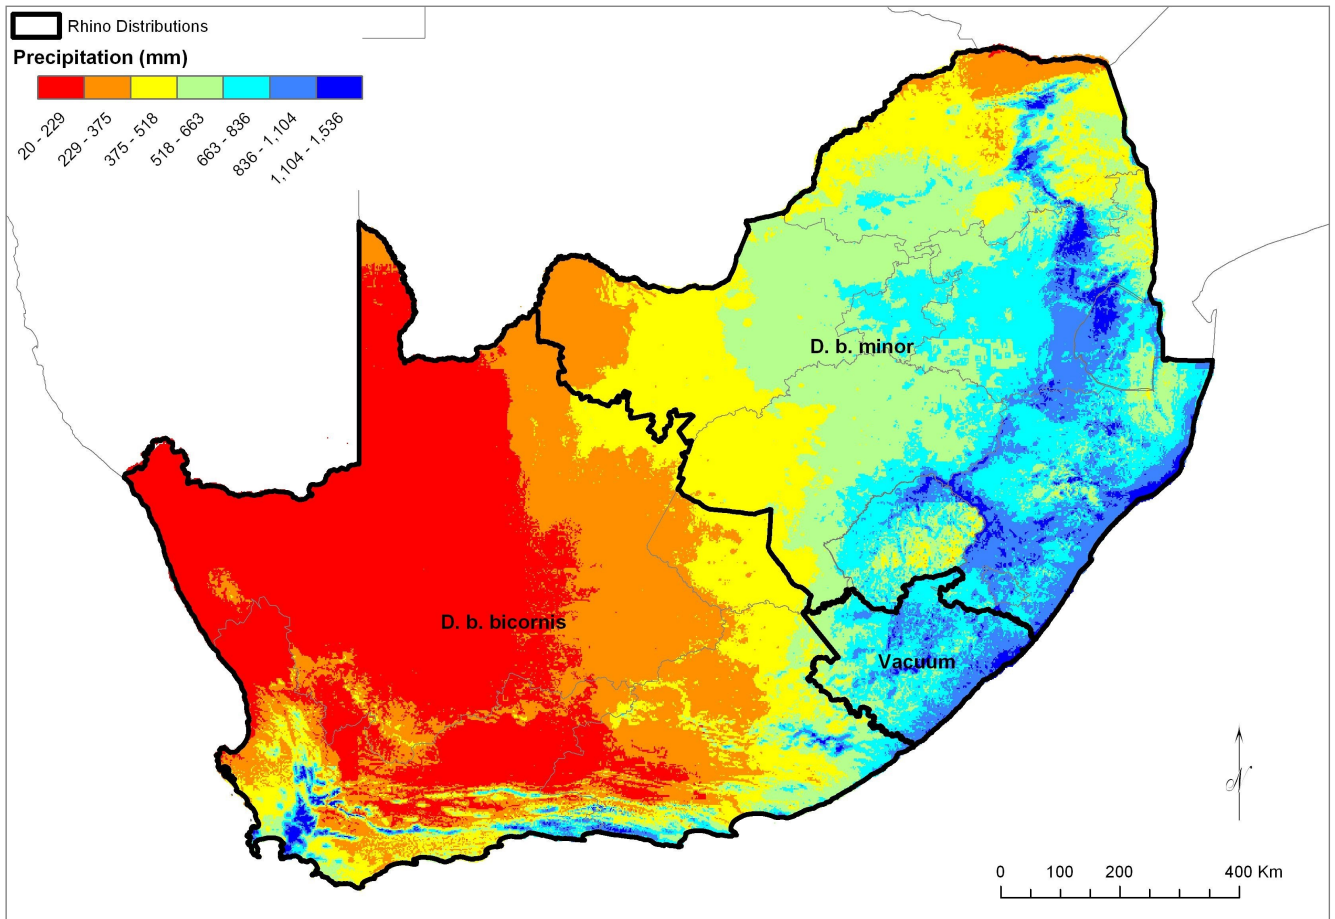 Rhino Distributions
Precipitation (mm)
20 - 229
229 - 375
375 - 518
518 - 663
663 - 836
836 - 1,104
1,104 - 1,536
D. b. minor
D. b. bicornis
Vacuum
N
0 100 200 400 Km